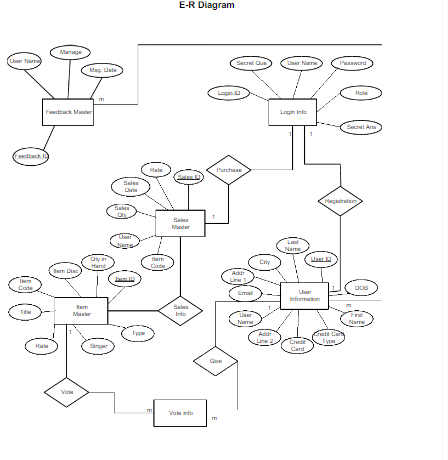 E-R Diagram
User Name
Manage
Msg. Date
Feedback Master
m
Feedback ID
Secret Que
User Name
Password
Login.ID
Role
Login Info
Secret Ans
1
1
Purchase
Rate
Sales ID
Sales
Date
Sales
Qty
User
Name
Item
Code
Sales
Master
1
Registration
Last
Name
City
User ID
Addr
Line 1
Email
User
Information
1
DOB
m
1
User
Name
Addr
Line 2
Credit
Card
Credit Card
Type
First
Name
Qty in
Hand
Item Disc
Item ID
Item
Code
Title
Item
Master
Sales
Info
Type
1
Rate
Singer
Give
Vote
m
Vote info
m